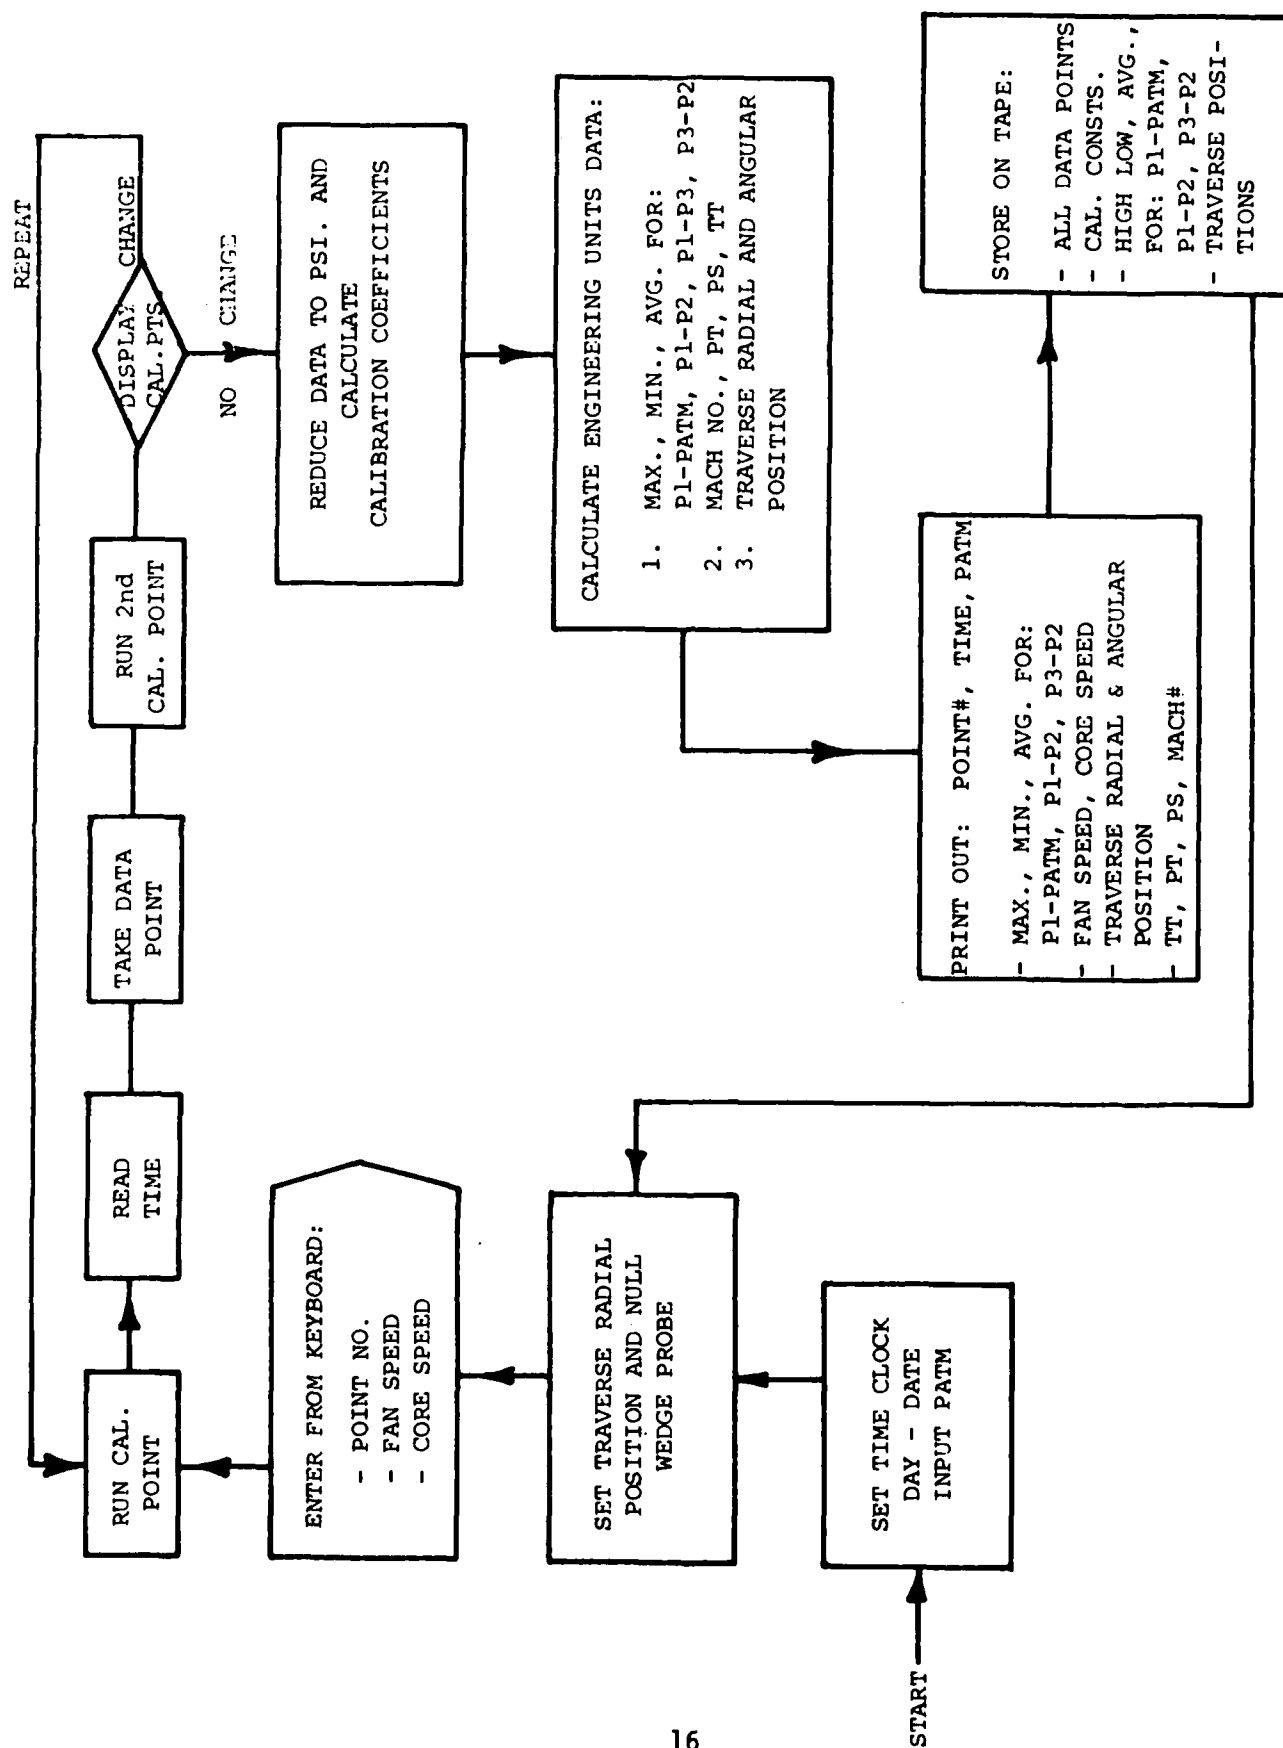 START
SET TIME CLOCK
DAY - DATE
INPUT PATM
SET TRAVERSE RADIAL
POSITION AND NULL
WEDGE PROBE
ENTER FROM KEYBOARD:
- POINT NO.
- FAN SPEED
- CORE SPEED
RUN CAL.
POINT
READ
TIME
TAKE DATA
POINT
RUN 2nd
CAL. POINT
DISPLAY
CAL.PTS.
CHANGE
REPEAT
NO CHANGE
REDUCE DATA TO PSI. AND
CALCULATE
CALIBRATION COEFFICIENTS
CALCULATE ENGINEERING UNITS DATA:
1. MAX., MIN., AVG. FOR:
P1-PATM, P1-P2, P1-P3, P3-P2
2. MACH NO., PT, PS, TT
3. TRAVERSE RADIAL AND ANGULAR
POSITION
PRINT OUT: POINT#, TIME, PATM
- MAX., MIN., AVG. FOR:
P1-PATM, P1-P2, P3-P2
- FAN SPEED, CORE SPEED
- TRAVERSE RADIAL & ANGULAR
POSITION
- TT, PT, PS, MACH#
STORE ON TAPE:
- ALL DATA POINTS
- CAL. CONSTS.
- HIGH LOW, AVG.,
FOR: P1-PATM,
P1-P2, P3-P2
- TRAVERSE POSI-
TIONS
16